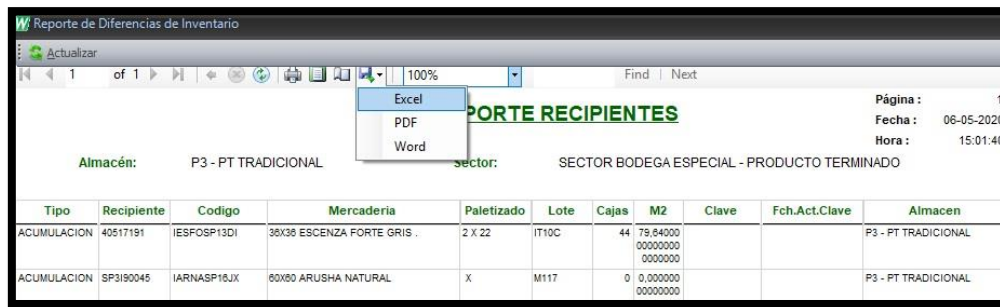 Reporte de Diferencias de Inventario
Actualizar
1 of 1 100% Find | Next
Excel
PDF
Word
PORTE RECIPIENTES
Página : 1
Fecha : 06-05-2020
Hora : 15:01:40
Almacén: P3 - PT TRADICIONAL Sector: SECTOR BODEGA ESPECIAL - PRODUCTO TERMINADO
Tipo Recipiente Codigo Mercaderia Paletizado Lote Cajas M2 Clave Fch.Act.Clave Almacen
ACUMULACION 40517191 IESFOSP13DI 36X36 ESCENZA FORTE GRIS . 2 X 22 IT10C 44 79,64000 P3 - PT TRADICIONAL
00000000
0000000
ACUMULACION SP3I90045 IARNASP16JX 60X60 ARUSHA NATURAL X M117 0 0,000000 P3 - PT TRADICIONAL
00000000